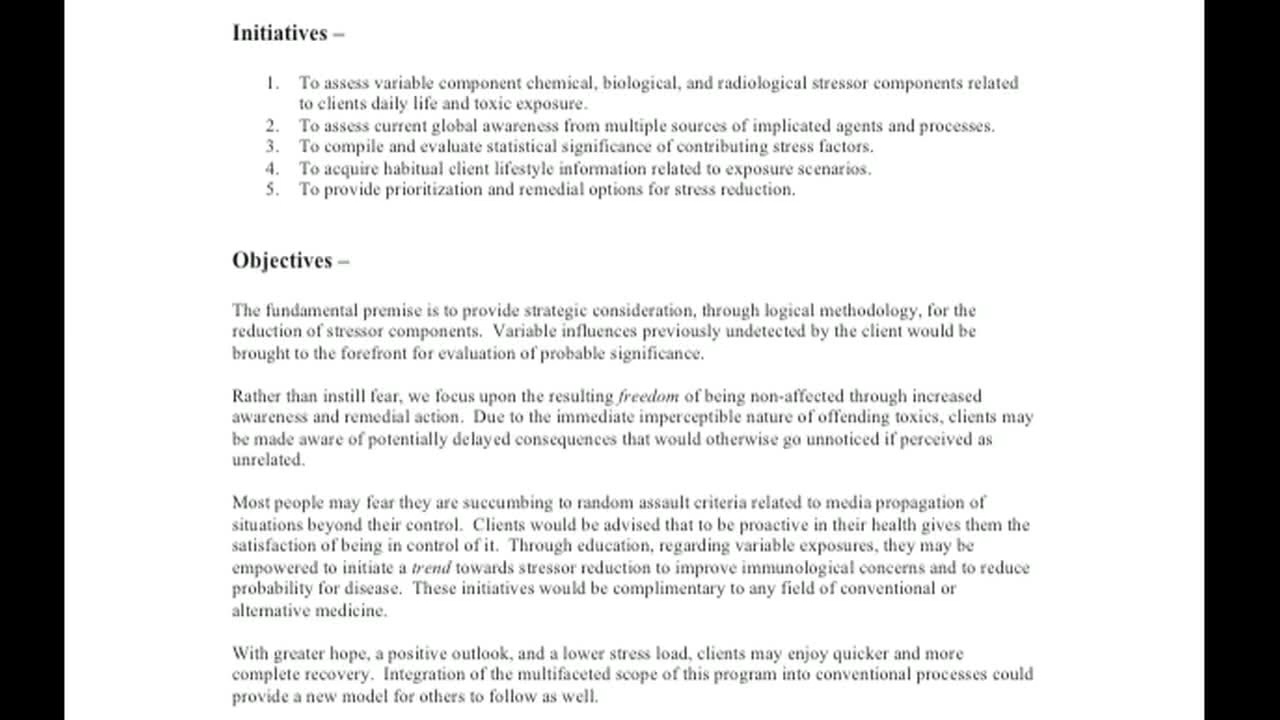 Initiatives –
1. To assess variable component chemical, biological, and radiological stressor components related
to clients daily life and toxic exposure.
2. To assess current global awareness from multiple sources of implicated agents and processes.
3. To compile and evaluate statistical significance of contributing stress factors.
4. To acquire habitual client lifestyle information related to exposure scenarios.
5. To provide prioritization and remedial options for stress reduction.
Objectives –
The fundamental premise is to provide strategic consideration, through logical methodology, for the
reduction of stressor components. Variable influences previously undetected by the client would be
brought to the forefront for evaluation of probable significance.
Rather than instill fear, we focus upon the resulting freedom of being non-affected through increased
awareness and remedial action. Due to the immediate imperceptible nature of offending toxics, clients may
be made aware of potentially delayed consequences that would otherwise go unnoticed if perceived as
unrelated.
Most people may fear they are succumbing to random assault criteria related to media propagation of
situations beyond their control. Clients would be advised that to be proactive in their health gives them the
satisfaction of being in control of it. Through education, regarding variable exposures, they may be
empowered to initiate a trend towards stressor reduction to improve immunological concerns and to reduce
probability for disease. These initiatives would be complimentary to any field of conventional or
alternative medicine.
With greater hope, a positive outlook, and a lower stress load, clients may enjoy quicker and more
complete recovery. Integration of the multifaceted scope of this program into conventional processes could
provide a new model for others to follow as well.